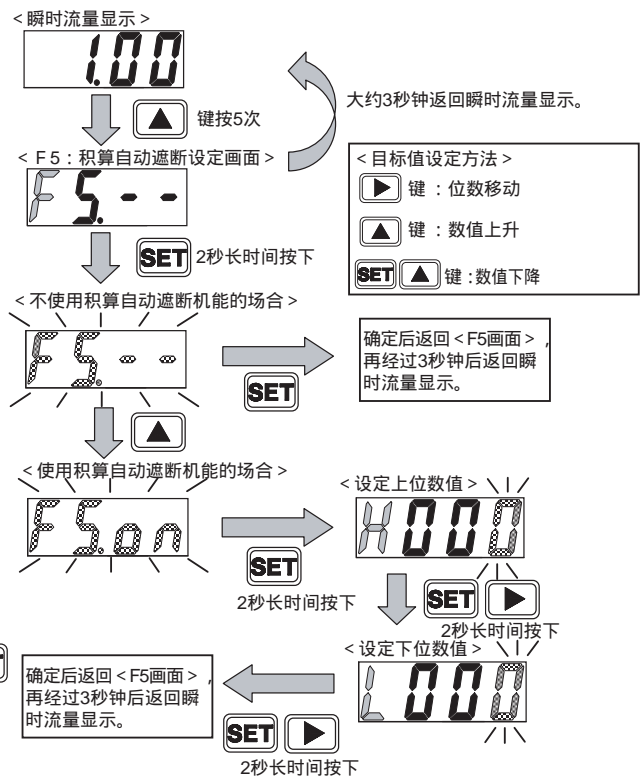 <瞬时流量显示>
1.00
键按5次
大约3秒钟返回瞬时流量显示。
<F5:积算自动遮断设定画面>
F5.--
SET 2秒长时间按下
<目标值设定方法>
键 : 位数移动
键 : 数值上升
SET 键 : 数值下降
<不使用积算自动遮断机能的场合>
F5.--
SET
确定后返回<F5画面>,
再经过3秒钟后返回瞬
时流量显示。
<使用积算自动遮断机能的场合>
F5.on
SET
2秒长时间按下
<设定上位数值>
H000
SET
2秒长时间按下
<设定下位数值>
L000
SET
2秒长时间按下
确定后返回<F5画面>,
再经过3秒钟后返回瞬
时流量显示。